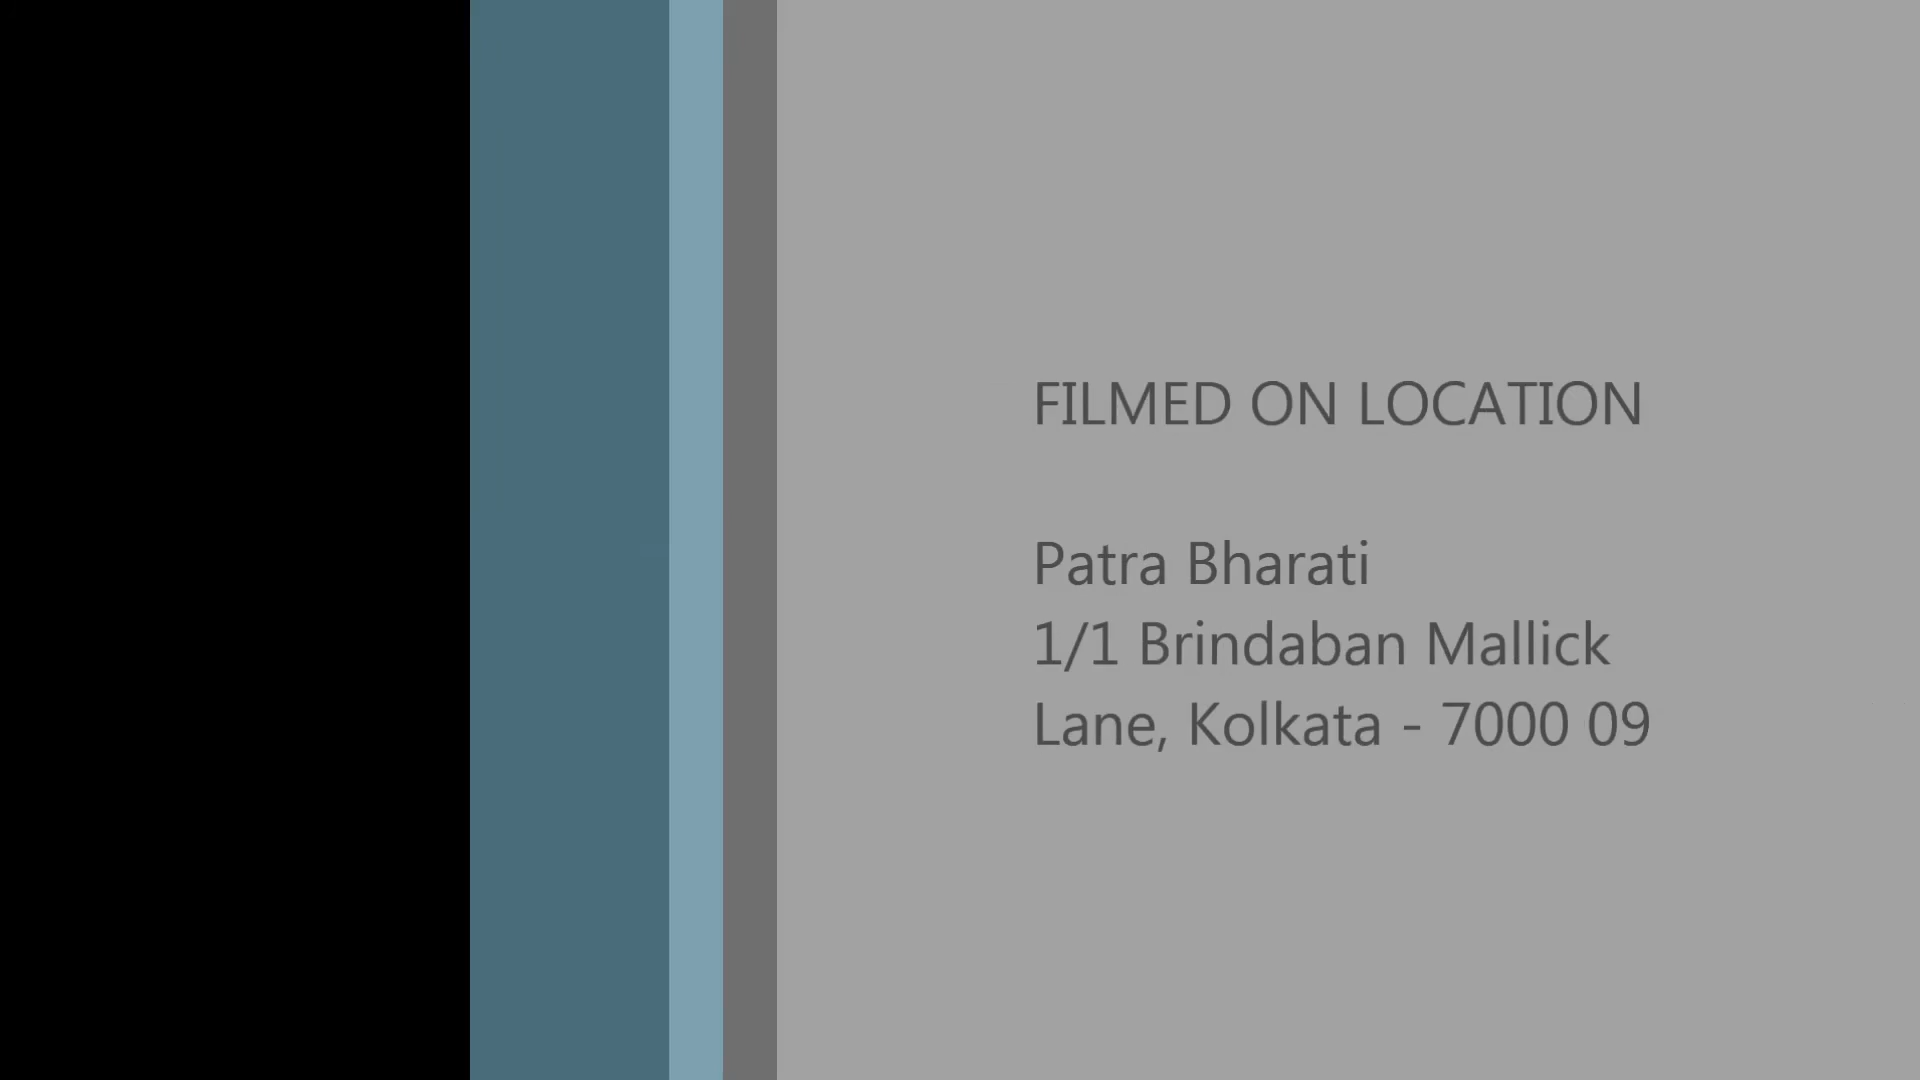 FILMED ON LOCATION
Patra Bharati
1/1 Brindaban Mallick
Lane, Kolkata - 7000 09